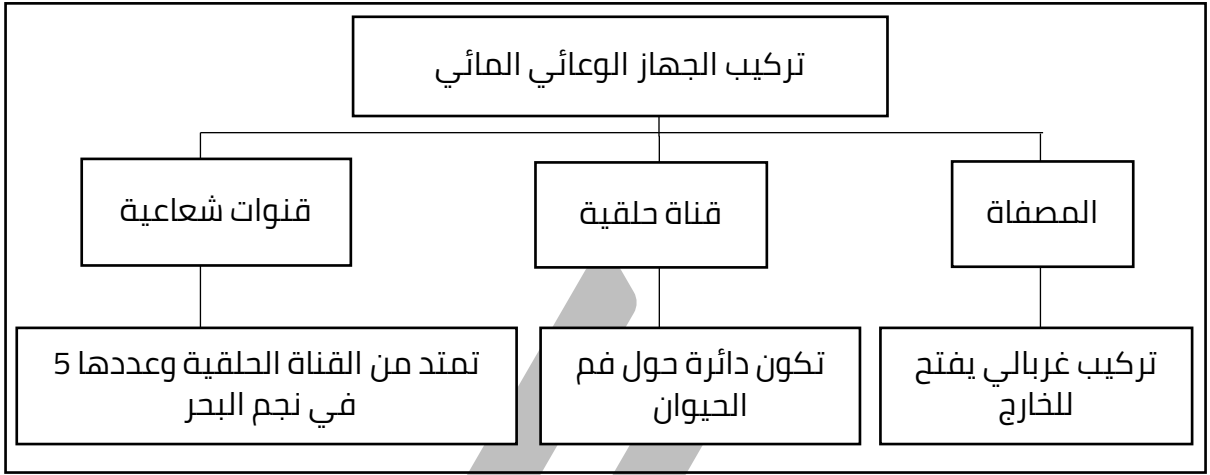 تركيب الجهاز الوعائي المائي
المصفاة
قناة حلقية
قنوات شعاعية
تركيب غربالي يفتح
للخارج
تكون دائرة حول فم
الحيوان
تمتد من القناة الحلقية وعددها 5
في نجم البحر